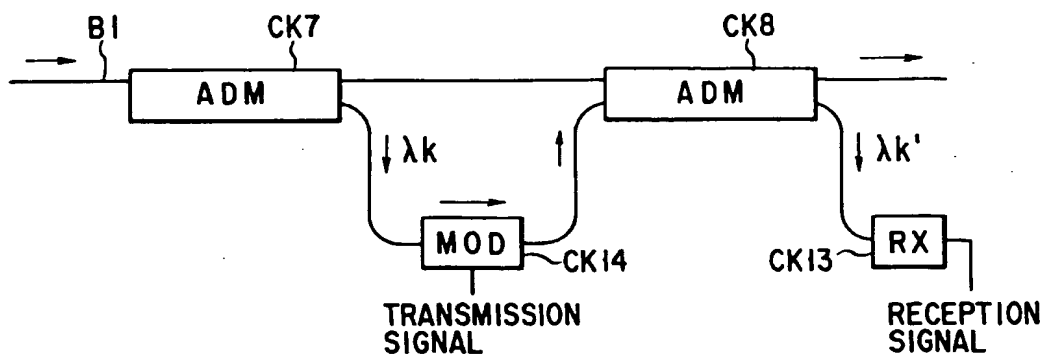 B1
CK7
CK8
ADM
ADM
λk
λk'
MOD
CK14
RX
CK13
TRANSMISSION
SIGNAL
RECEPTION
SIGNAL